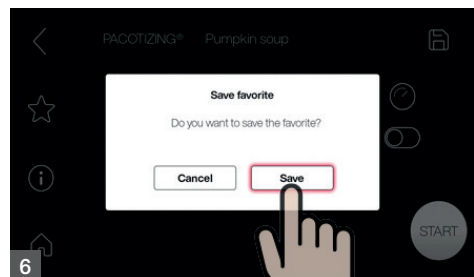 PACOTIZING® Pumpkin soup
Save favorite
Do you want to save the favorite?
Cancel Save
START
6